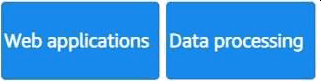 Web applications
Data processing